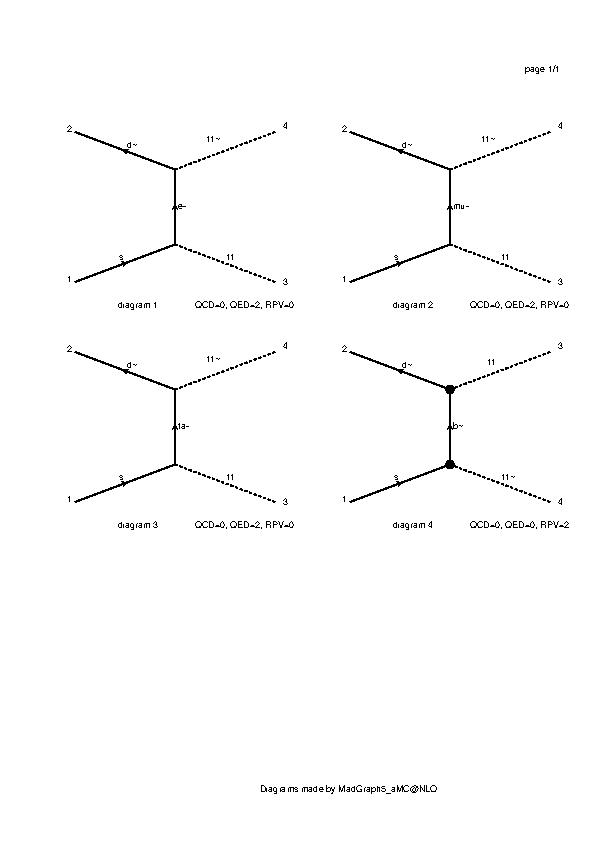 page 1/1
2
d~
11~
4
e-
1
s
11
3
diagram 1
QCD=0, QED=2, RPV=0
2
d~
11~
4
mu-
1
s
11
3
diagram 2
QCD=0, QED=2, RPV=0
2
d~
11~
4
ta-
1
s
11
3
diagram 3
QCD=0, QED=2, RPV=0
2
d~
11
3
b~
1
s
11~
4
diagram 4
QCD=0, QED=0, RPV=2
Diagrams made by MadGraph5_aMC@NLO